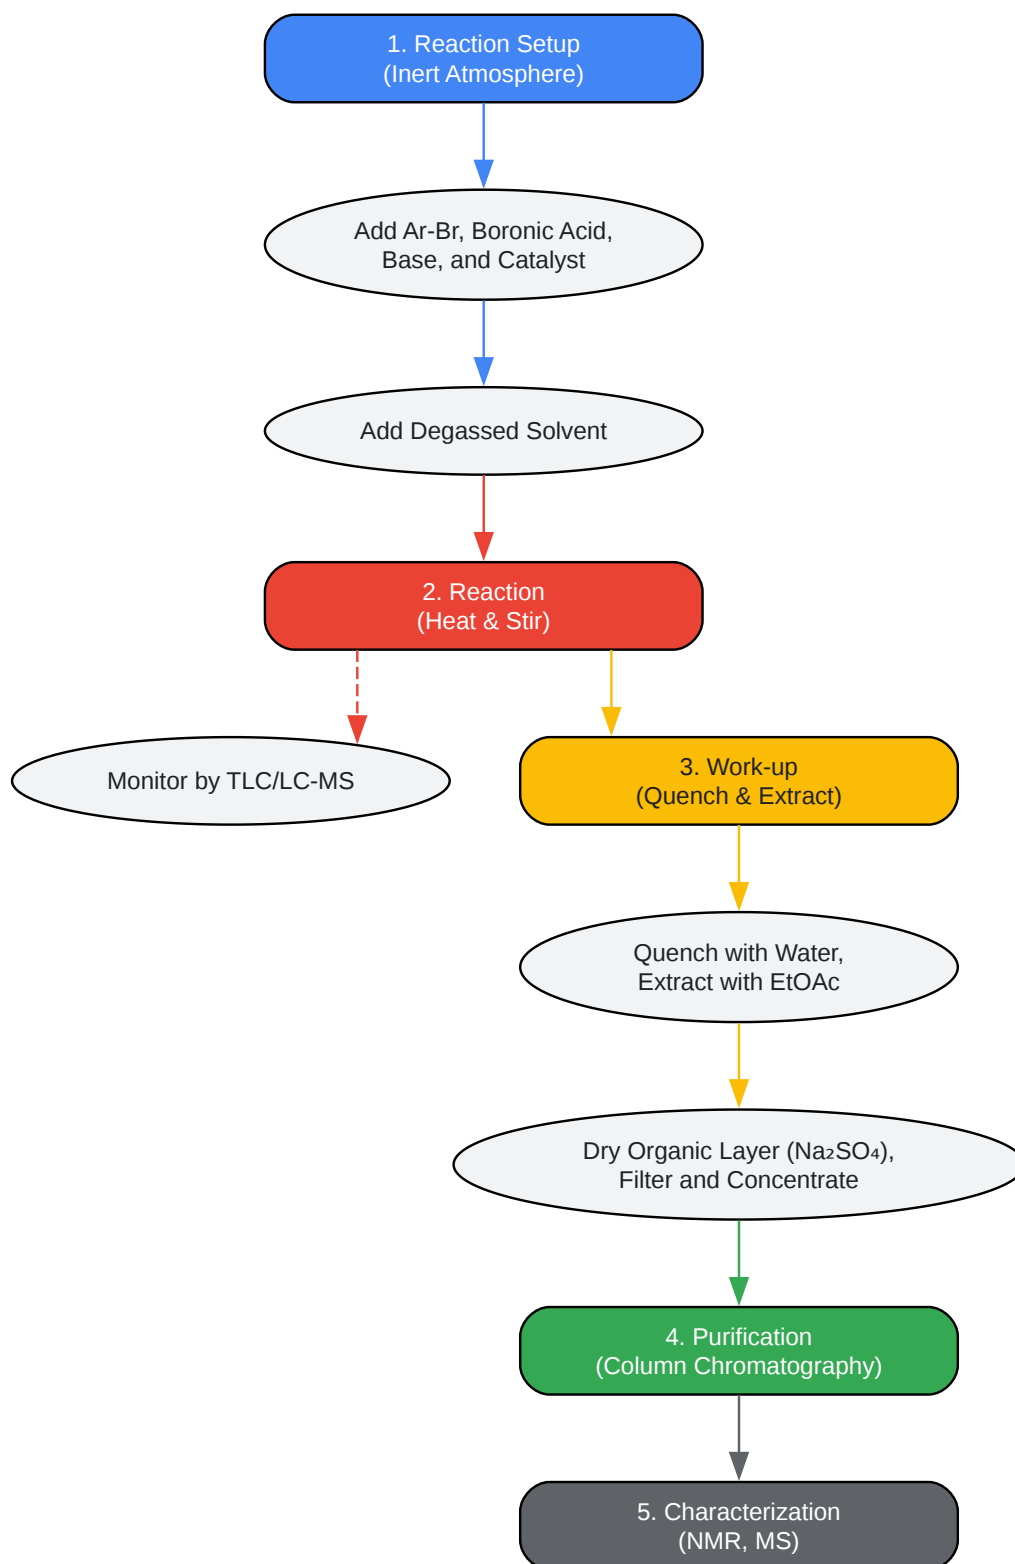 1. Reaction Setup
(Inert Atmosphere)
Add Ar-Br, Boronic Acid,
Base, and Catalyst
Add Degassed Solvent
2. Reaction
(Heat & Stir)
Monitor by TLC/LC-MS
3. Work-up
(Quench & Extract)
Quench with Water,
Extract with EtOAc
Dry Organic Layer (Na₂SO₄),
Filter and Concentrate
4. Purification
(Column Chromatography)
5. Characterization
(NMR, MS)